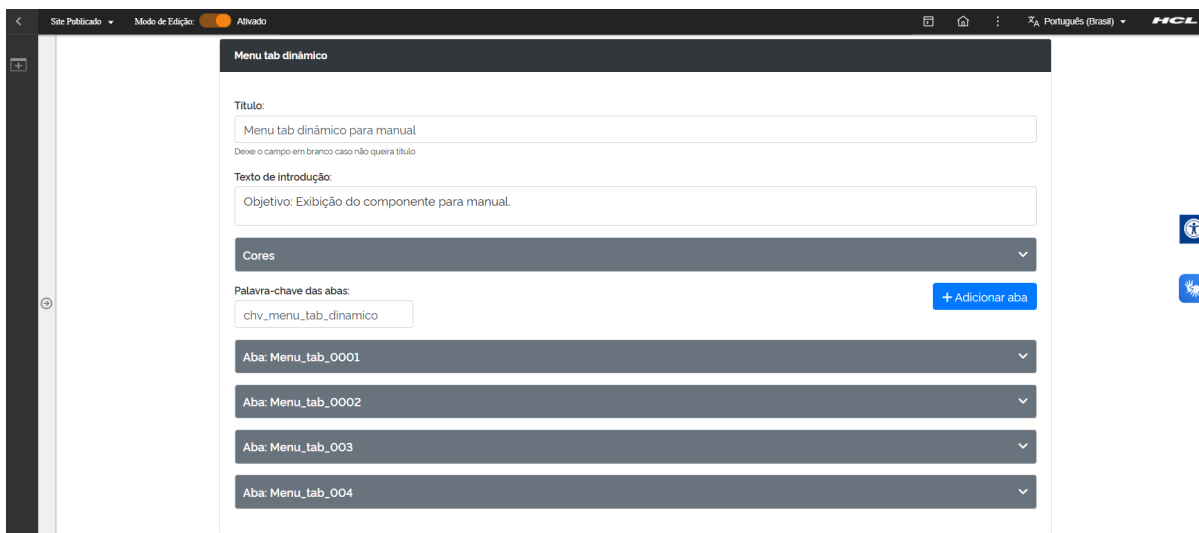 Site Publicado
Modo de Edição:
Ativado
Português (Brasil)
HCL
Menu tab dinâmico
Título:
Menu tab dinâmico para manual
Deixe o campo em branco caso não queira título.
Texto de introdução:
Objetivo: Exibição do componente para manual.
Cores
Palavra-chave das abas:
+ Adicionar aba
chv_menu_tab_dinamico
Aba: Menu_tab_0001
Aba: Menu_tab_0002
Aba: Menu_tab_003
Aba: Menu_tab_004